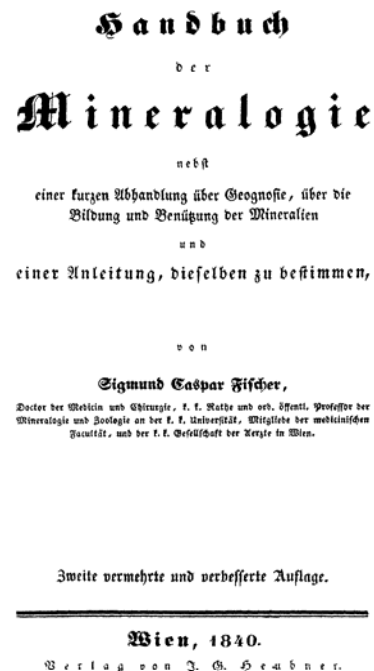 Handbuch
der
Mineralogie
nebst
einer kurzen Abhandlung über Geognosie, über die
Bildung und Benützung der Mineralien
und
einer Anleitung, dieselben zu bestimmen,
von
Sigmund Caspar Fischer,
Doctor der Medicin und Chirurgie, k. k. Rathe und ord. öffentl. Professor der
Mineralogie und Zoologie an der k. k. Universität, Mitgliede der medicinischen
Facultät, und der k. k. Gesellschaft der Aerzte in Wien.
Zweite vermehrte und verbesserte Auflage.
Wien, 1840.
Verlag von J. G. Heubner.